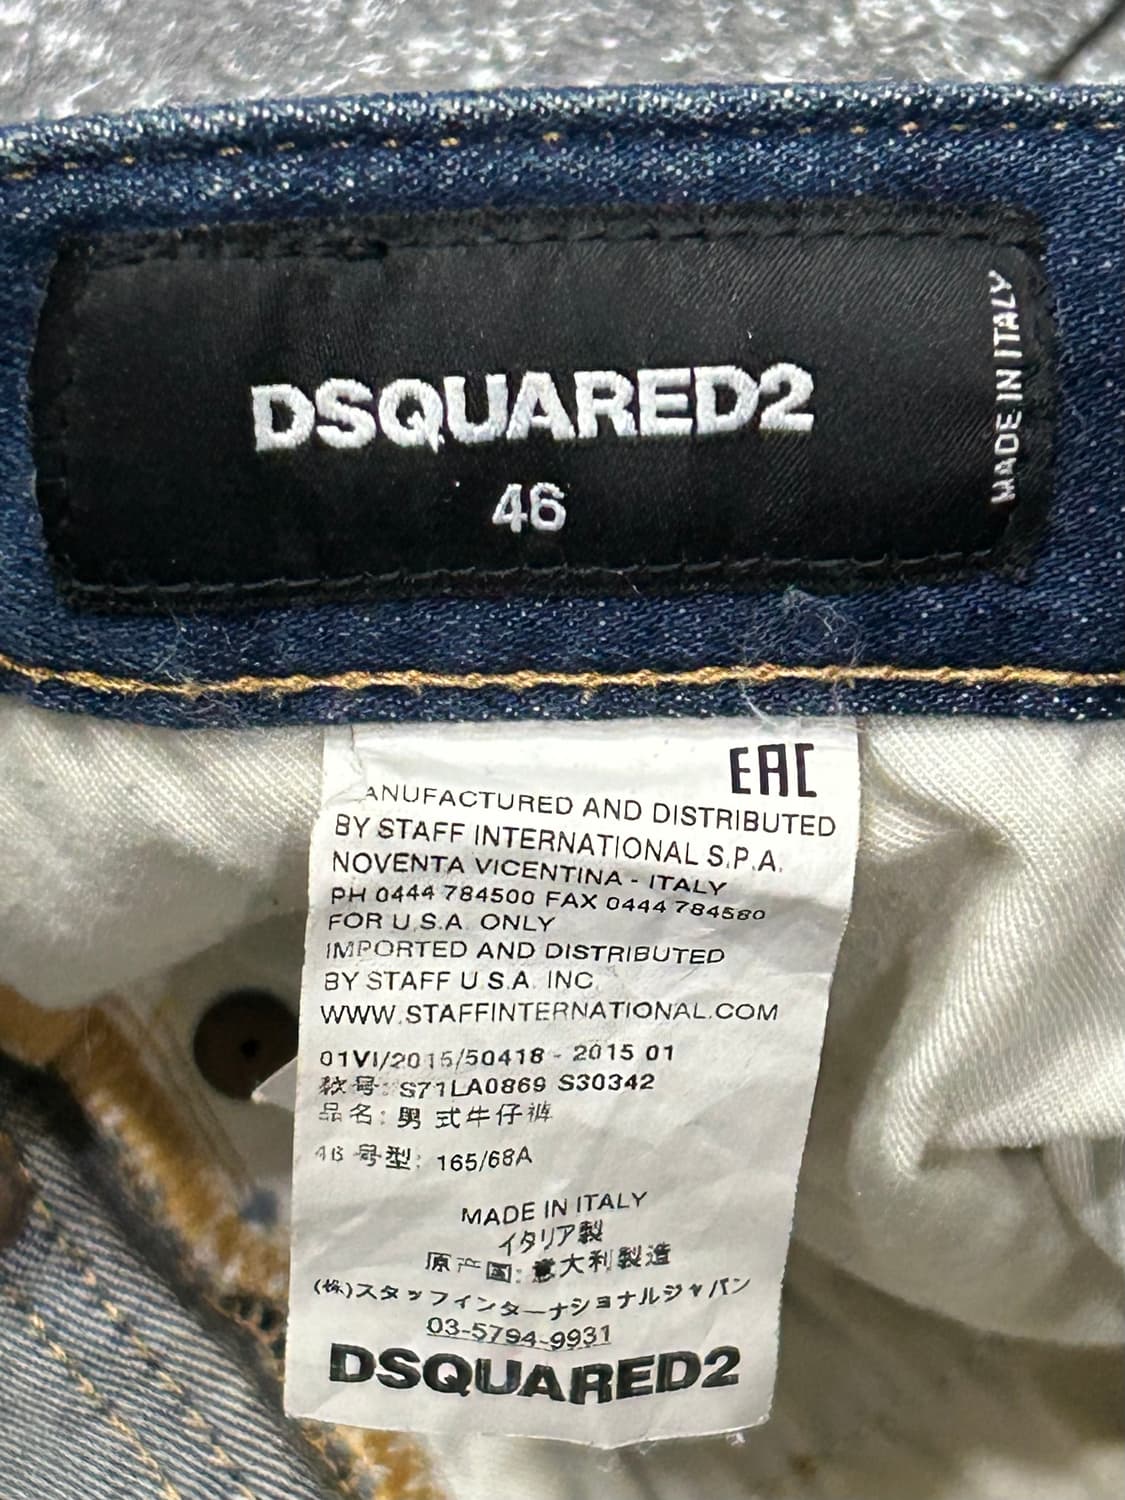 DSQUARED2
46
MADE IN ITALY
EAC
ANUFACTURED AND DISTRIBUTED
BY STAFF INTERNATIONAL S.P.A.
NOVENTA VICENTINA - ITALY
PH 0444 784500 FAX 0444 784580
FOR U.S.A. ONLY
IMPORTED AND DISTRIBUTED
BY STAFF U.S.A. INC.
WWW.STAFFINTERNATIONAL.COM
01VI/2015/50418 - 2015 01
款号: S71LA0869 S30342
品名: 男式牛仔裤
46 号型: 165/68A
MADE IN ITALY
イタリア製
原产国: 意大利製造
(株)スタッフインターナショナルジャパン
03-5794-9931
DSQUARED2